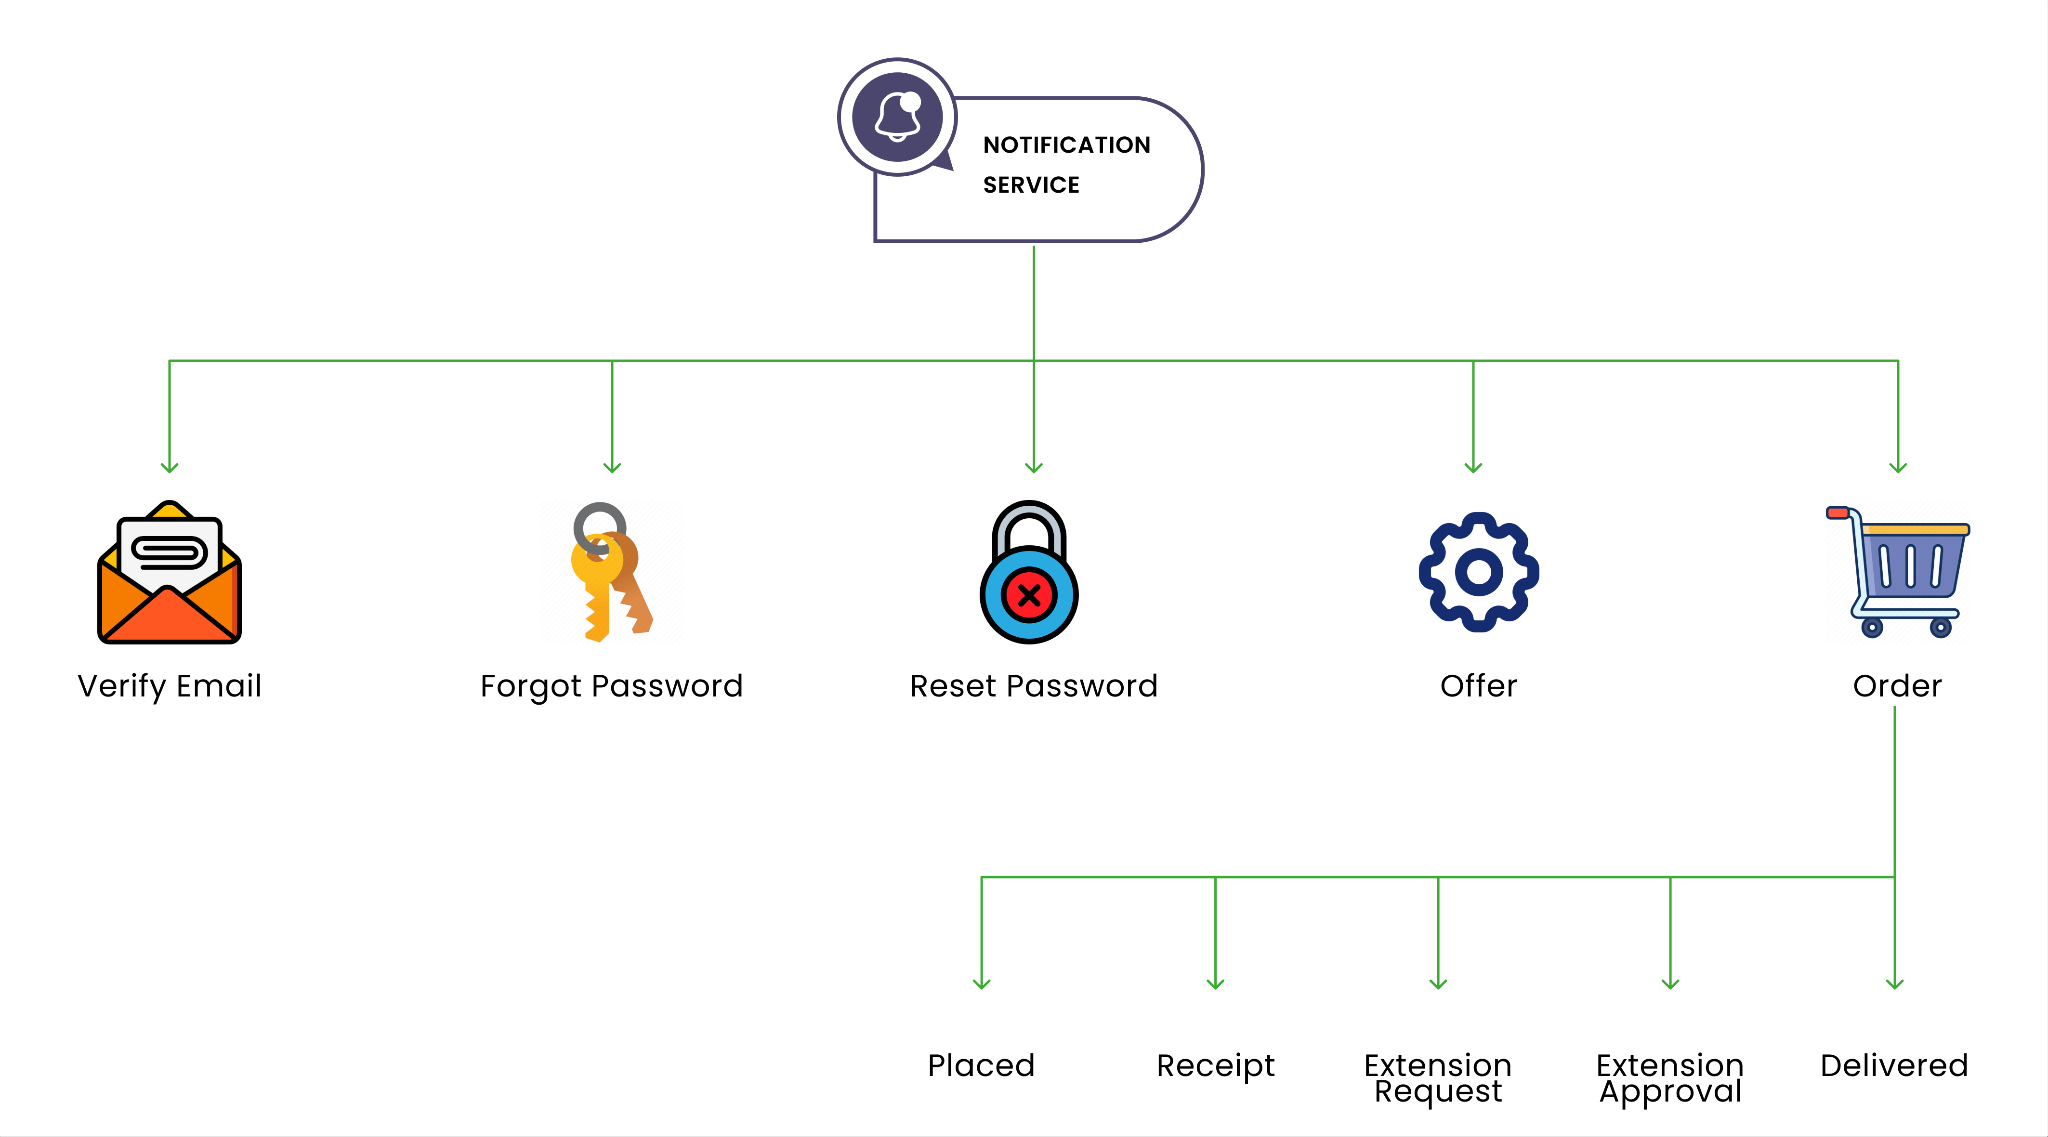 NOTIFICATION
SERVICE
Verify Email
Forgot Password
Reset Password
Offer
Order
Placed
Receipt
Extension
Request
Extension
Approval
Delivered